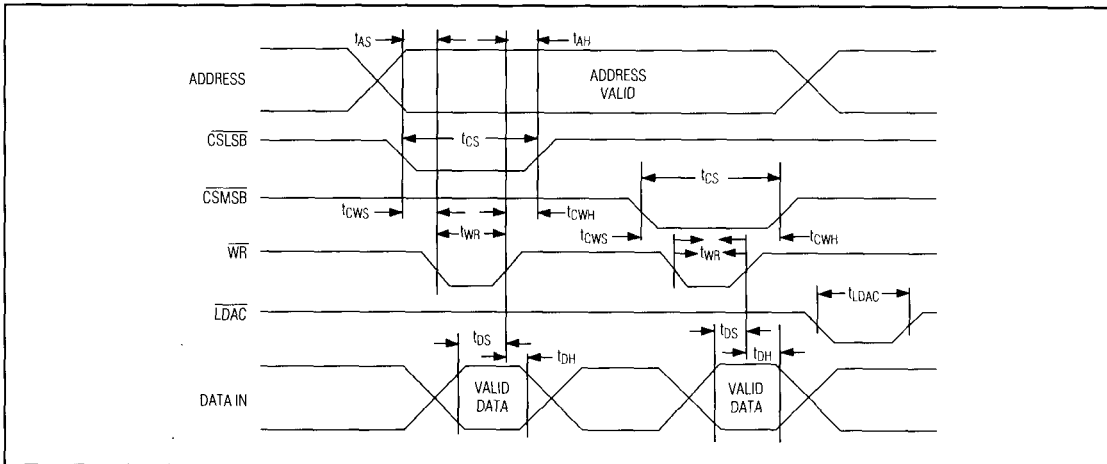 tAS
tAH
ADDRESS
ADDRESS VALID
CSLSB
tCS
CSMSB
tCS
tCWS
tCWH
tWR
tCWS
tCWH
WR
tWR
LDAC
tLDAC
tDS
tDH
tDS
tDH
DATA IN
VALID DATA
VALID DATA